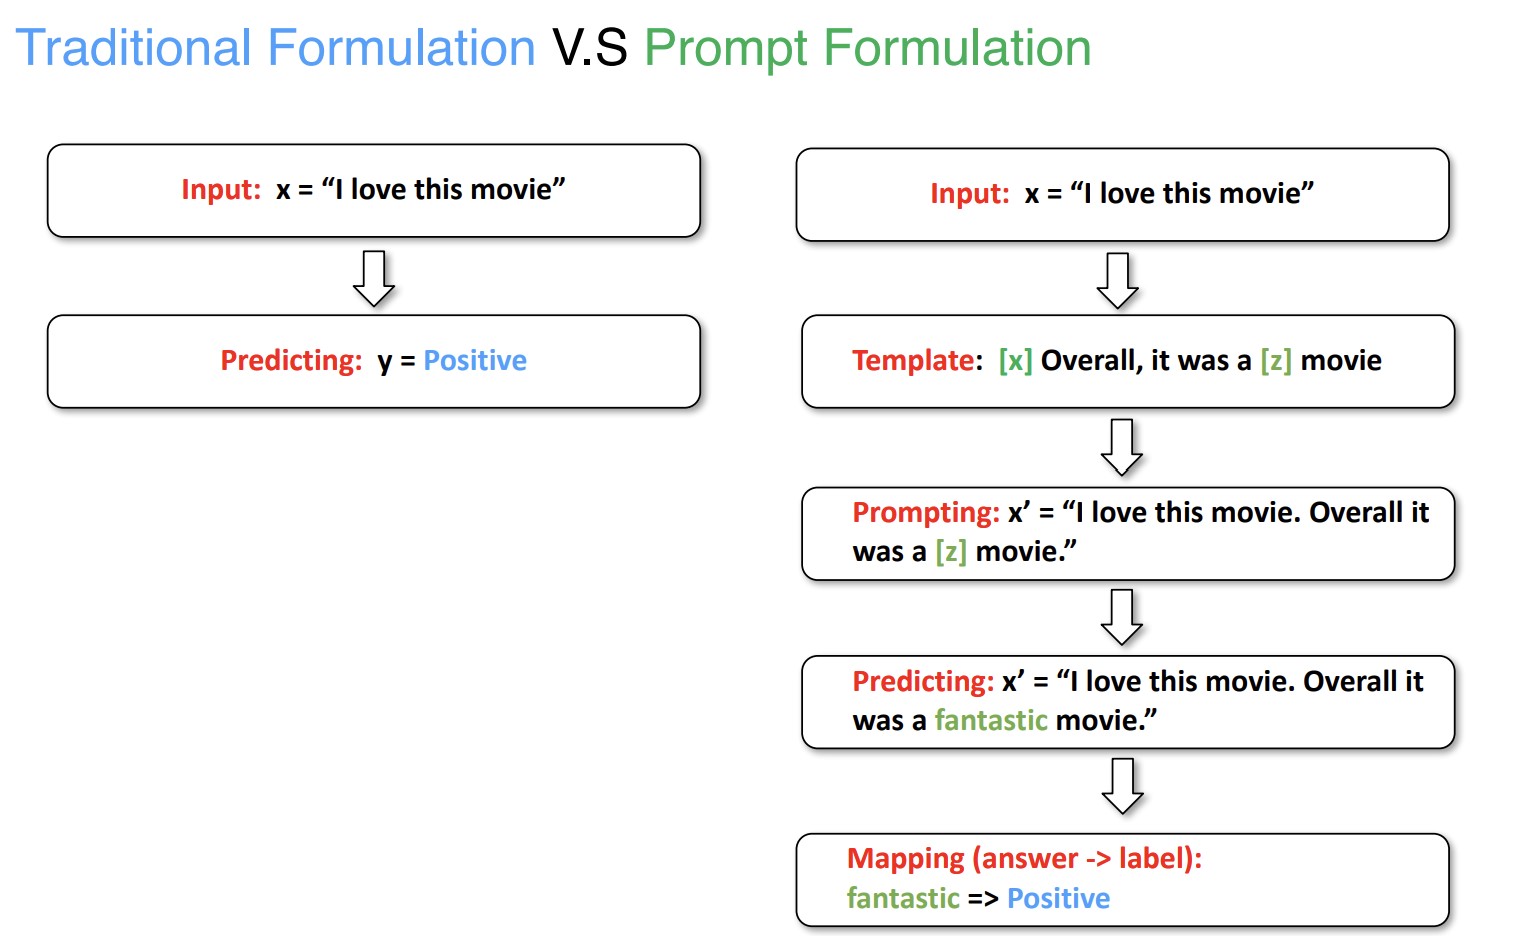 Traditional Formulation V.S Prompt Formulation
Input: x = “I love this movie”
Predicting: y = Positive
Input: x = “I love this movie”
Template: [x] Overall, it was a [z] movie
Prompting: x’ = “I love this movie. Overall it
was a [z] movie.”
Predicting: x’ = “I love this movie. Overall it
was a fantastic movie.”
Mapping (answer -> label):
fantastic => Positive